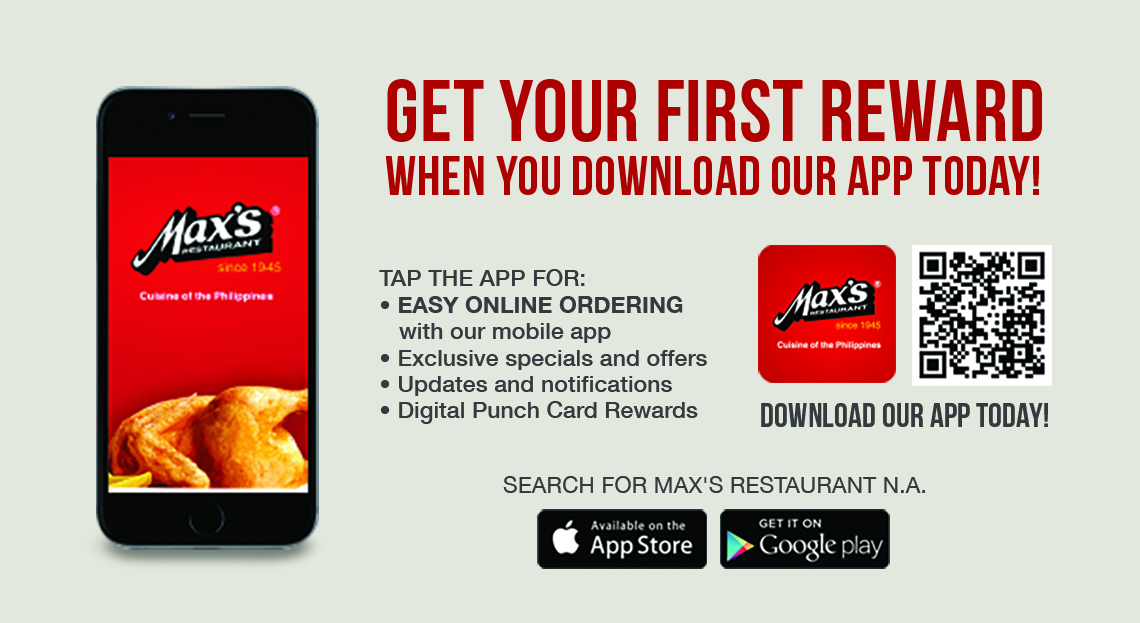 GET YOUR FIRST REWARD
WHEN YOU DOWNLOAD OUR APP TODAY!
Max's
RESTAURANT
®
since 1945
Cuisine of the Philippines
TAP THE APP FOR:
• EASY ONLINE ORDERING
with our mobile app
• Exclusive specials and offers
• Updates and notifications
• Digital Punch Card Rewards
Max's
RESTAURANT
®
since 1945
Cuisine of the Philippines
DOWNLOAD OUR APP TODAY!
SEARCH FOR MAX'S RESTAURANT N.A.
Available on the
App Store
GET IT ON
Google play